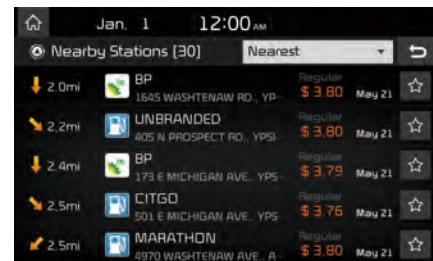 Jan. 1 12:00 AM
Nearby Stations [30] Nearest
2.0mi BP Regular
1645 WASHTENAW RD., YP... $ 3.80 May 21
2.2mi UNBRANDED Regular
405 N PROSPECT RD., YPSI... $ 3.80 May 21
2.4mi BP Regular
173 E MICHIGAN AVE., YPS... $ 3.79 May 21
2.5mi CITGO Regular
501 E MICHIGAN AVE., YPS... $ 3.76 May 21
2.5mi MARATHON Regular
4970 WASHTENAW AVE., A... $ 3.80 May 21